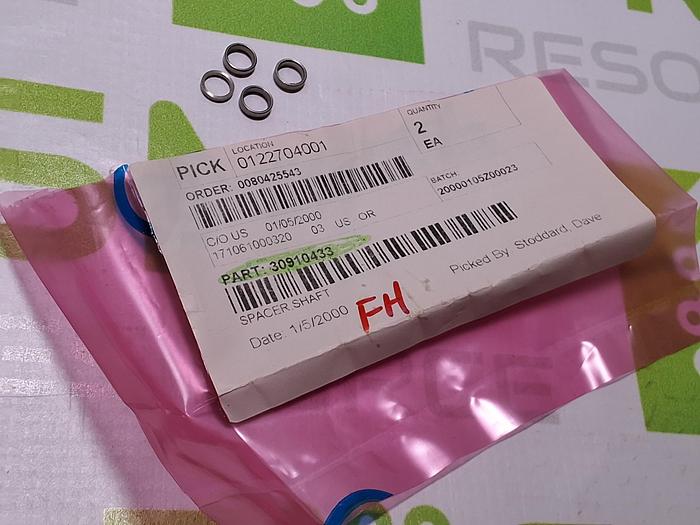 RESO
PICK
LOCATION
0122704001
QUANTITY
2
EA
ORDER: 0080425543
C/O US 01/05/2000
171061000320 03 US OR
BATCH
20000105Z00023
PART: 30910433
SPACER.SHAFT
Date: 1/5/2000
Picked By Stoddard, Dave
FH